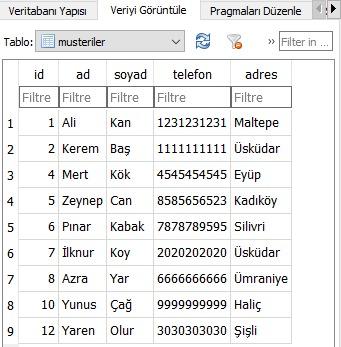 Veritabanı Yapısı Veriyi Görüntüle Pragmaları Düzenle
Tablo: musteriler » Filter in ...
id ad soyad telefon adres
Filtre Filtre Filtre Filtre Filtre
1 1 Ali Kan 1231231231 Maltepe
2 2 Kerem Baş 1111111111 Üsküdar
3 4 Mert Kök 4545454545 Eyüp
4 5 Zeynep Can 8585656523 Kadıköy
5 6 Pınar Kabak 7878789595 Silivri
6 7 İlknur Koy 2020202020 Üsküdar
7 8 Azra Yar 6666666666 Ümraniye
8 10 Yunus Çağ 9999999999 Haliç
9 12 Yaren Olur 3030303030 Şişli